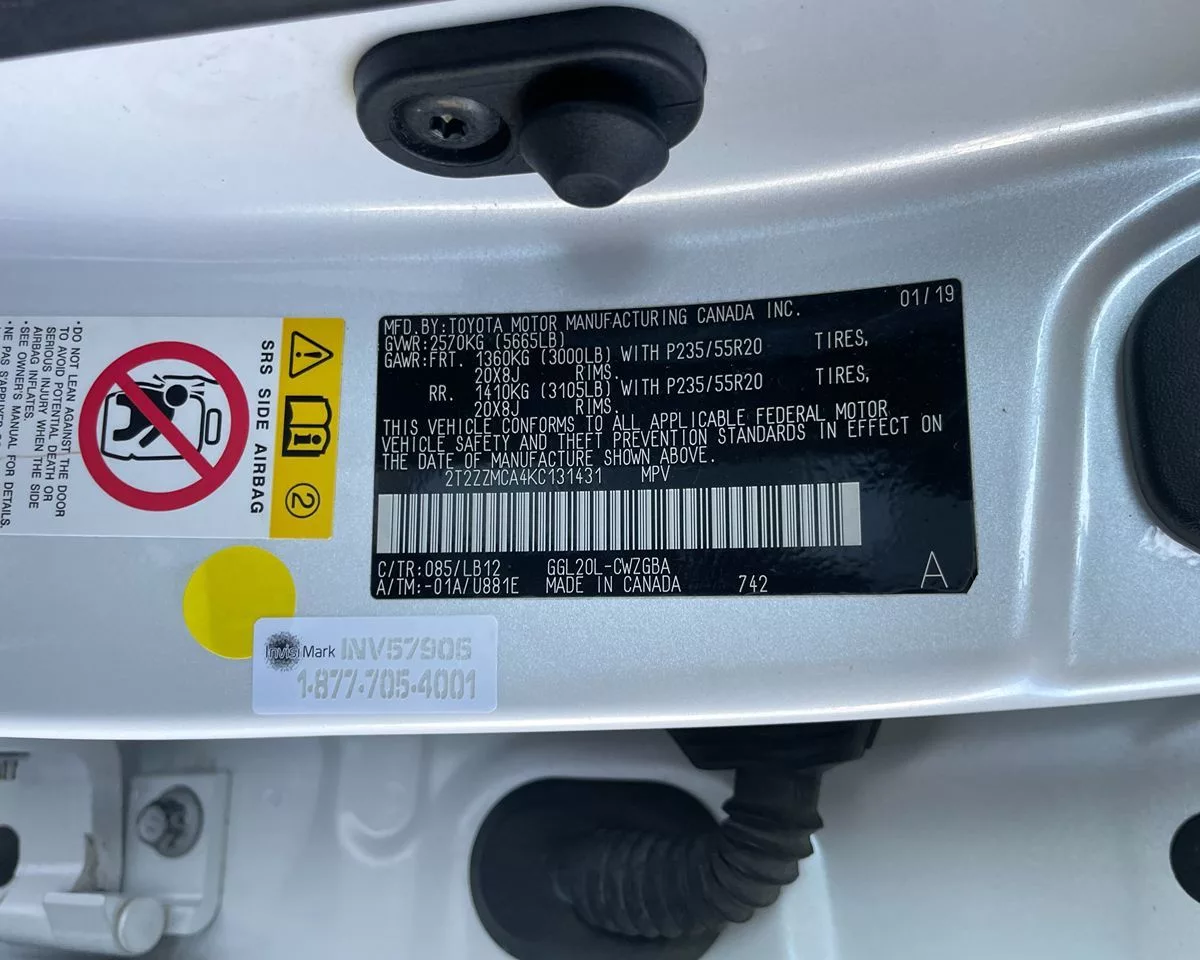 MFD.BY:TOYOTA MOTOR MANUFACTURING CANADA INC. 01/19
GVWR:2570KG (5665LB)
GAWR:FRT. 1360KG (3000LB) WITH P235/55R20 TIRES,
20X8J RIMS.
RR. 1410KG (3105LB) WITH P235/55R20 TIRES,
20X8J RIMS.
THIS VEHICLE CONFORMS TO ALL APPLICABLE FEDERAL MOTOR
VEHICLE SAFETY AND THEFT PREVENTION STANDARDS IN EFFECT ON
THE DATE OF MANUFACTURE SHOWN ABOVE.
2T2ZZMCA4KC131431 MPV
C/TR:085/LB12 GGL20L-CWZGBA
A/TM:-01A/U881E MADE IN CANADA 742
A
SRS SIDE AIRBAG
2
•DO NOT LEAN AGAINST THE DOOR
TO AVOID POTENTIAL DEATH OR
SERIOUS INJURY WHEN THE SIDE
AIRBAG INFLATES.
•SEE OWNER'S MANUAL FOR DETAILS.
•NE PAS S'APPUYER
InvisiMark INV57906
1·877·705·4001